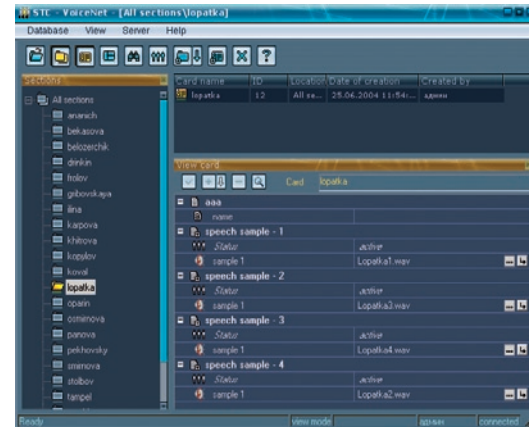 STC - VoiceNet - [All sections\lopatka]
Database View Server Help
Sections
All sections
ananich
bekasova
belozerchik
drinkin
frolov
gribovskaya
ilina
karpova
khitrova
kopylov
koval
lopatka
oparin
osmirnova
panova
pekhovsky
smirnova
stolbov
tampel
Card name ID Location Date of creation Created by
lopatka 12 All se... 25.06.2004 11:54:... админ
View card
Card lopatka
aaa
name
speech sample - 1
Status active
sample 1 Lopatka1.wav
speech sample - 2
Status active
sample 1 Lopatka3.wav
speech sample - 3
Status active
sample 1 Lopatka4.wav
speech sample - 4
Status active
sample 1 Lopatka2.wav
Ready view mode админ connected...